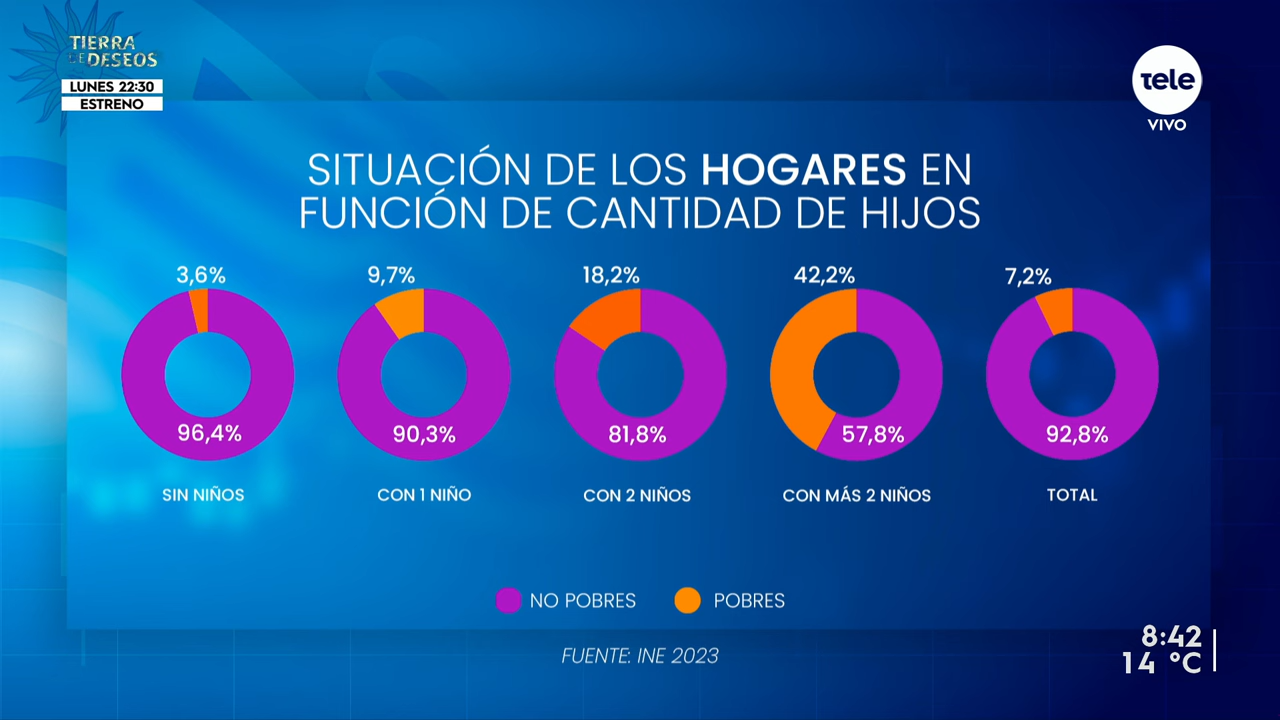 TIERRA
DE DESEOS
LUNES 22:30
ESTRENO
tele
VIVO
SITUACIÓN DE LOS HOGARES EN
FUNCIÓN DE CANTIDAD DE HIJOS
3,6% 9,7% 18,2% 42,2% 7,2%
96,4% 90,3% 81,8% 57,8% 92,8%
SIN NIÑOS CON 1 NIÑO CON 2 NIÑOS CON MÁS 2 NIÑOS TOTAL
NO POBRES POBRES
FUENTE: INE 2023
8:42
14 °C